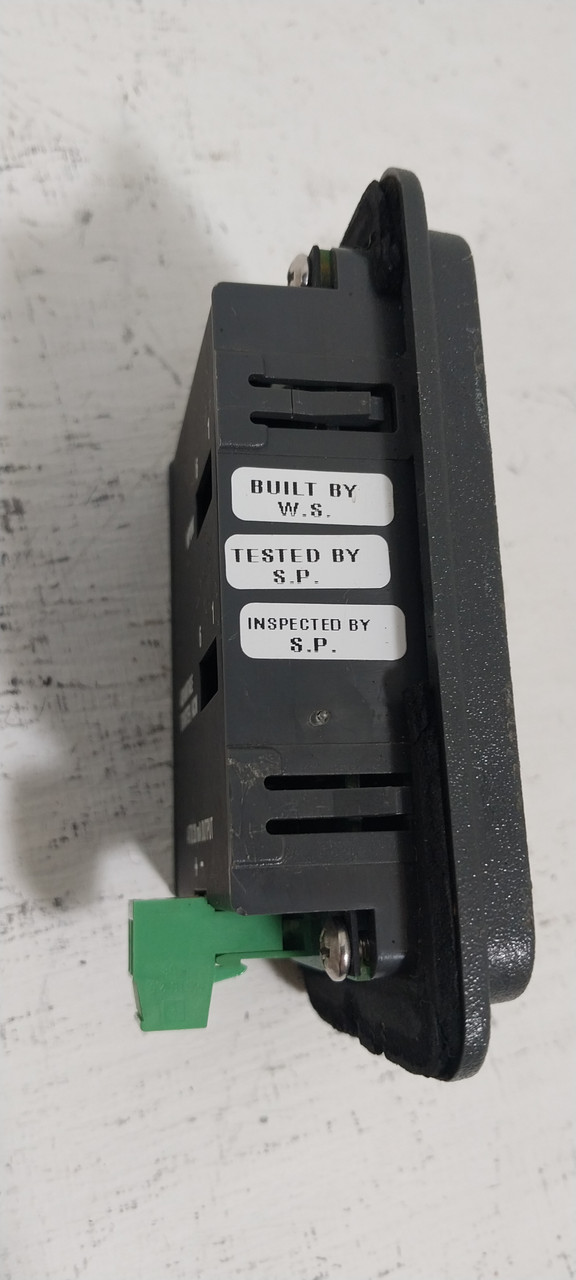 BUILT BY
W.S.
TESTED BY
S.P.
INSPECTED BY
S.P.